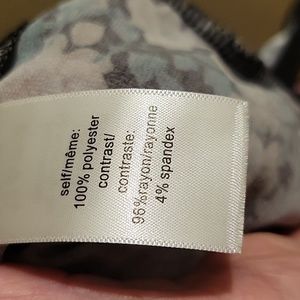 self/même:
100% polyester
contrast/
contraste:
96%rayon/rayonne
4% spandex